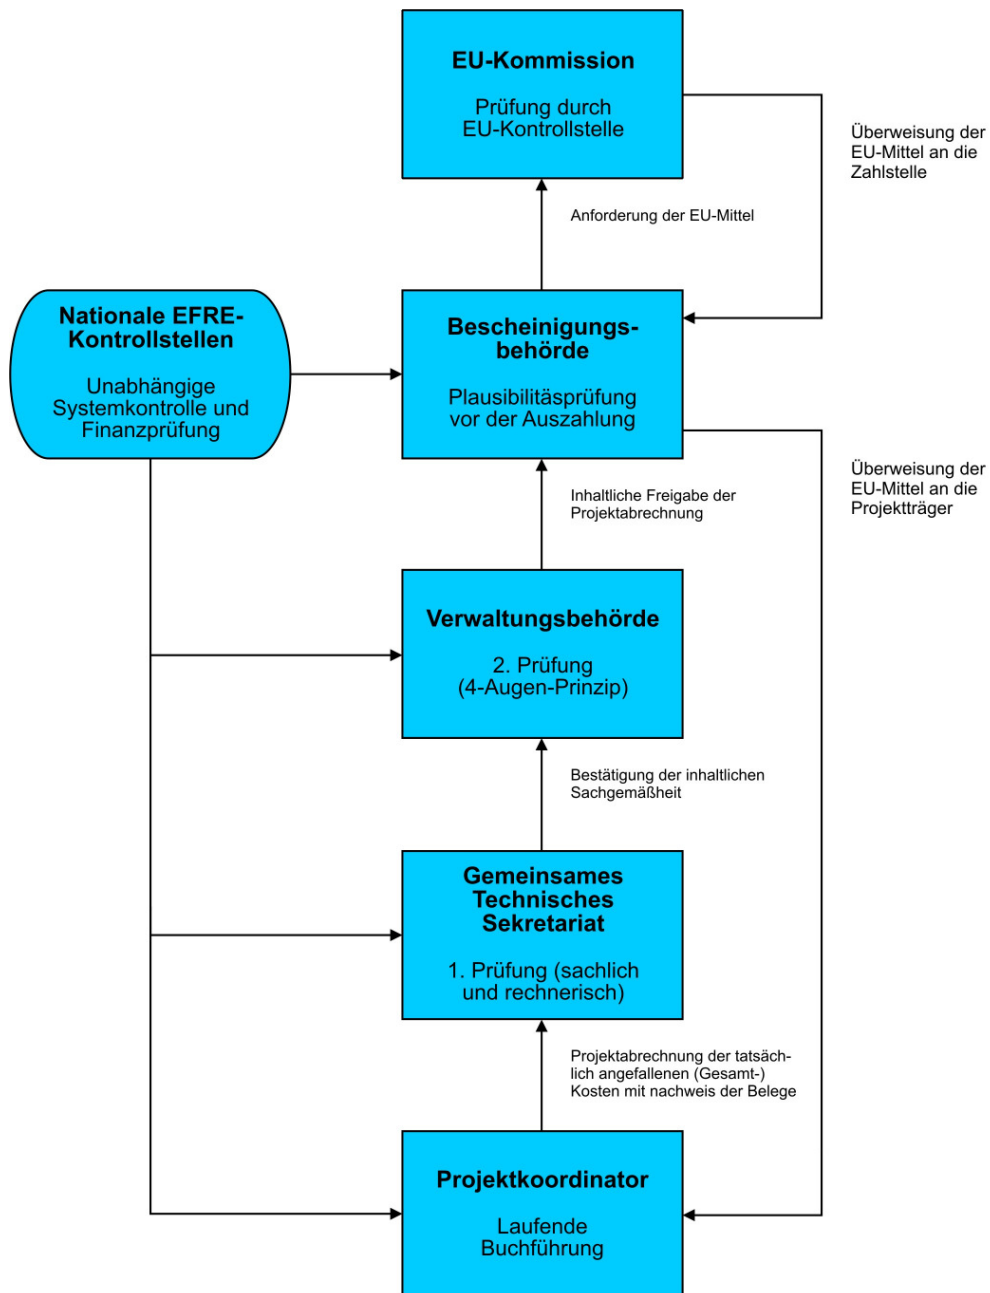 EU-Kommission
Prüfung durch
EU-Kontrollstelle
Überweisung der
EU-Mittel an die
Zahlstelle
Anforderung der EU-Mittel
Nationale EFRE-
Kontrollstellen
Unabhängige
Systemkontrolle und
Finanzprüfung
Bescheinigungs-
behörde
Plausibilitäsprüfung
vor der Auszahlung
Überweisung der
EU-Mittel an die
Projektträger
Inhaltliche Freigabe der
Projektabrechnung
Verwaltungsbehörde
2. Prüfung
(4-Augen-Prinzip)
Bestätigung der inhaltlichen
Sachgemäßheit
Gemeinsames
Technisches
Sekretariat
1. Prüfung (sachlich
und rechnerisch)
Projektabrechnung der tatsäch-
lich angefallenen (Gesamt-)
Kosten mit nachweis der Belege
Projektkoordinator
Laufende
Buchführung